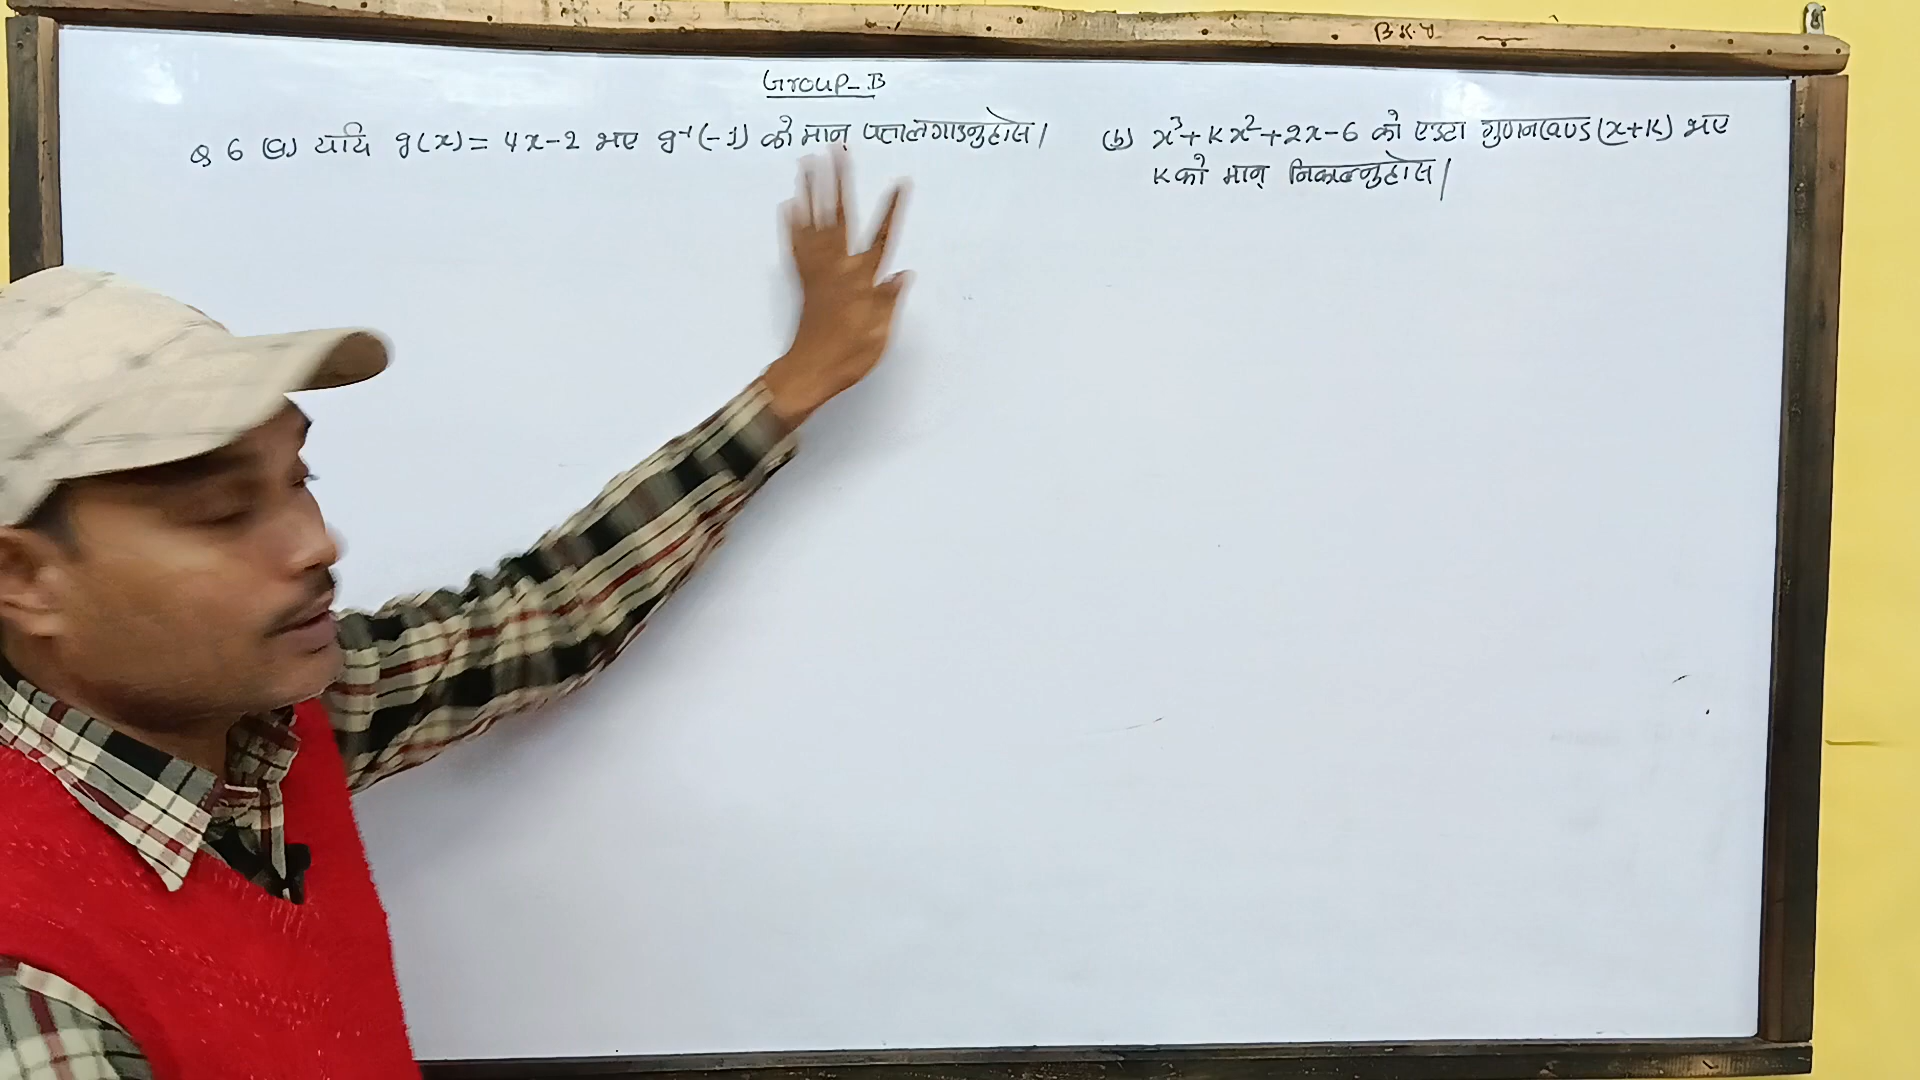 B.K.Y
Group-B
Q 6 (a) यदि g(x) = 4x-2 भए g⁻¹(-1) को मान् पत्तालगाउनुहोस।
(b) x³+Kx²+2x-6 को एउटा गुणनखण्ड (x+K) भए
K को मान् निकाल्नुहोस।